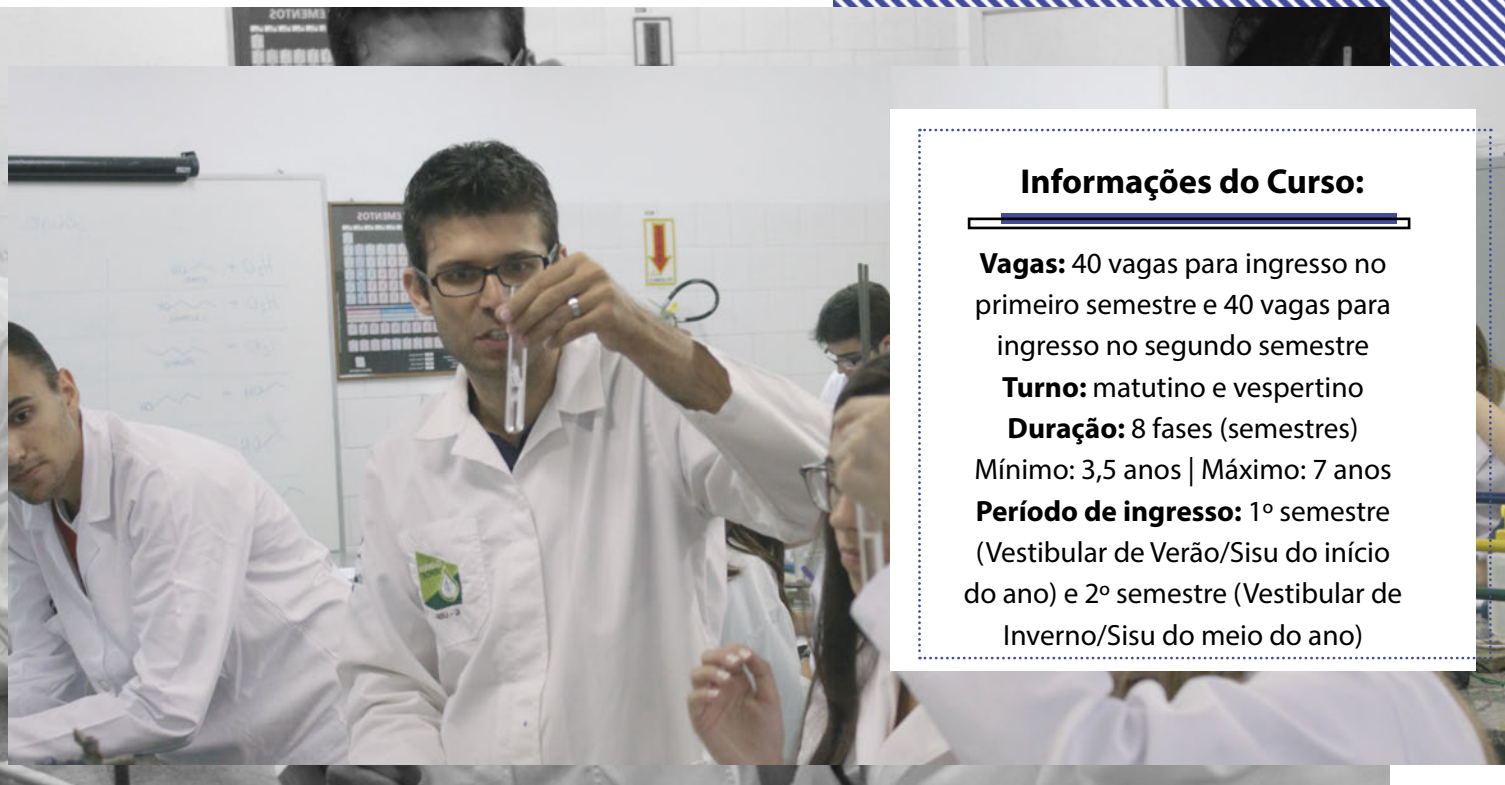 Informações do Curso:
Vagas: 40 vagas para ingresso no
primeiro semestre e 40 vagas para
ingresso no segundo semestre
Turno: matutino e vespertino
Duração: 8 fases (semestres)
Mínimo: 3,5 anos | Máximo: 7 anos
Período de ingresso: 1º semestre
(Vestibular de Verão/Sisu do início
do ano) e 2º semestre (Vestibular de
Inverno/Sisu do meio do ano)